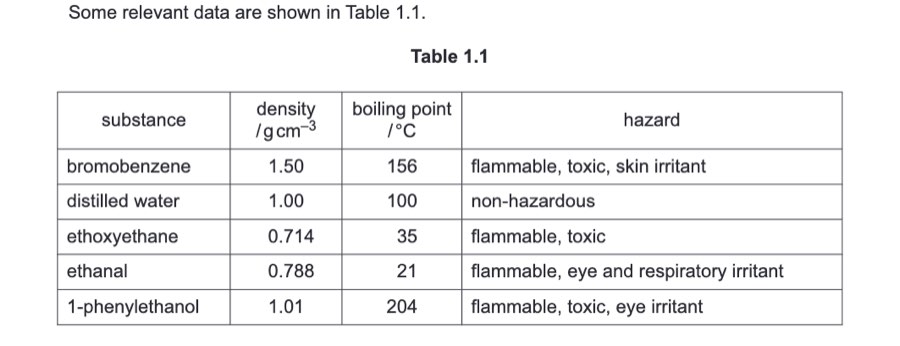 Some relevant data are shown in Table 1.1.
Table 1.1
substance density /g cm⁻³ boiling point /°C hazard
bromobenzene 1.50 156 flammable, toxic, skin irritant
distilled water 1.00 100 non-hazardous
ethoxyethane 0.714 35 flammable, toxic
ethanal 0.788 21 flammable, eye and respiratory irritant
1-phenylethanol 1.01 204 flammable, toxic, eye irritant